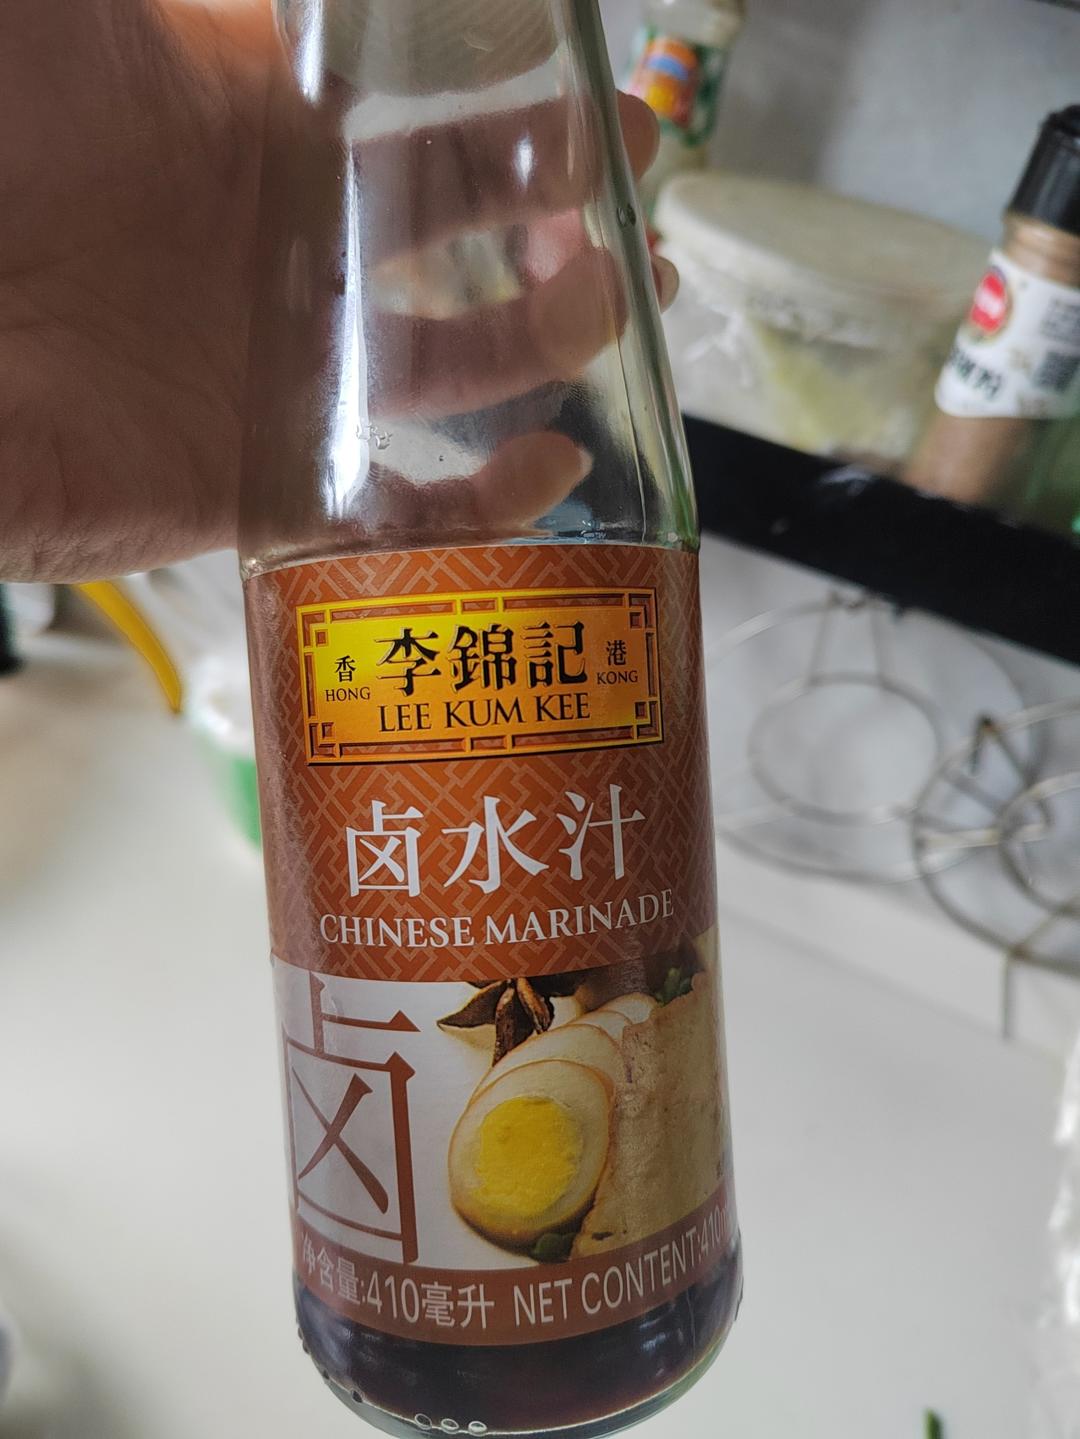 香 李錦記 港
HONG LEE KUM KEE KONG
卤水汁
CHINESE MARINADE
卤
净含量:410毫升 NET CONTENT:410m